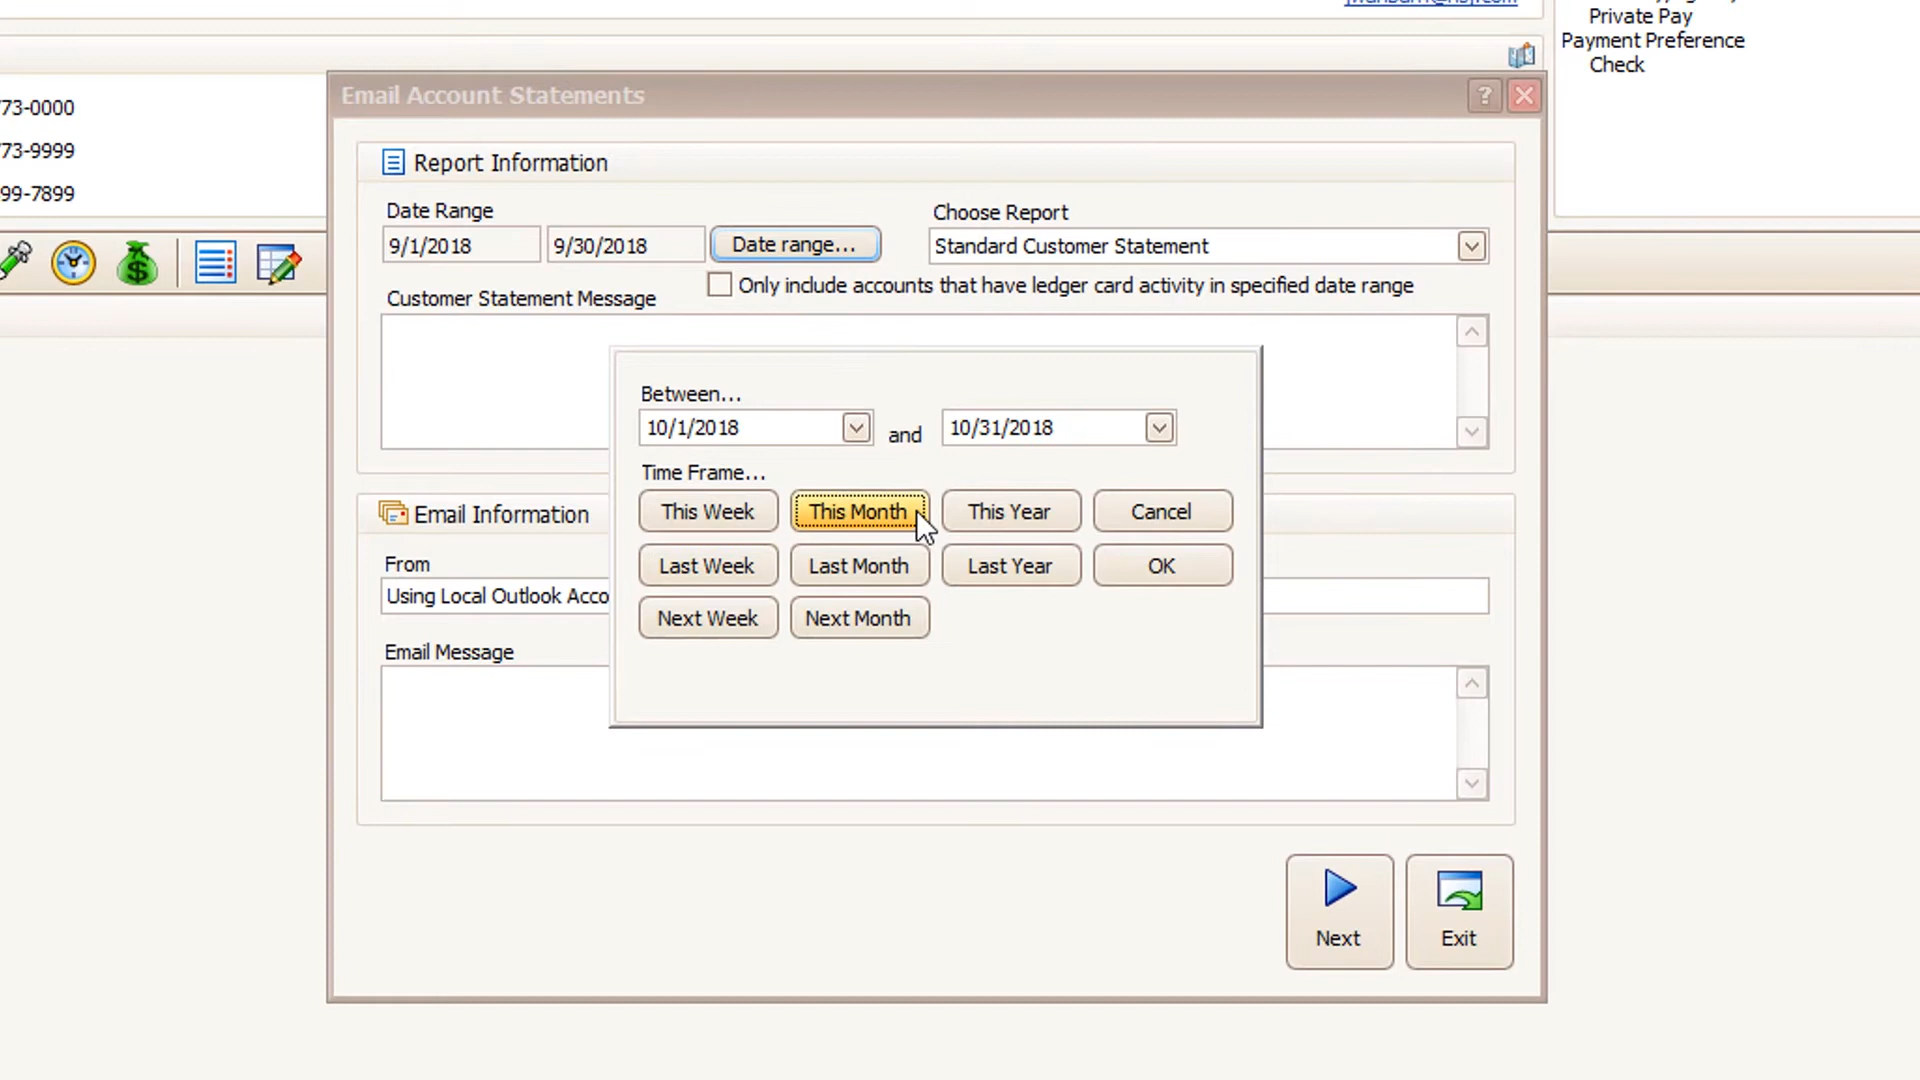 Private Pay
Payment Preference
Check
73-0000
73-9999
99-7899
Email Account Statements
?
Report Information
Date Range
9/1/2018
9/30/2018
Date range...
Choose Report
Standard Customer Statement
Only include accounts that have ledger card activity in specified date range
Customer Statement Message
Between...
10/1/2018
and
10/31/2018
Time Frame...
This Week
This Month
This Year
Cancel
Last Week
Last Month
Last Year
OK
Next Week
Next Month
Email Information
From
Using Local Outlook Acco
Email Message
Next
Exit